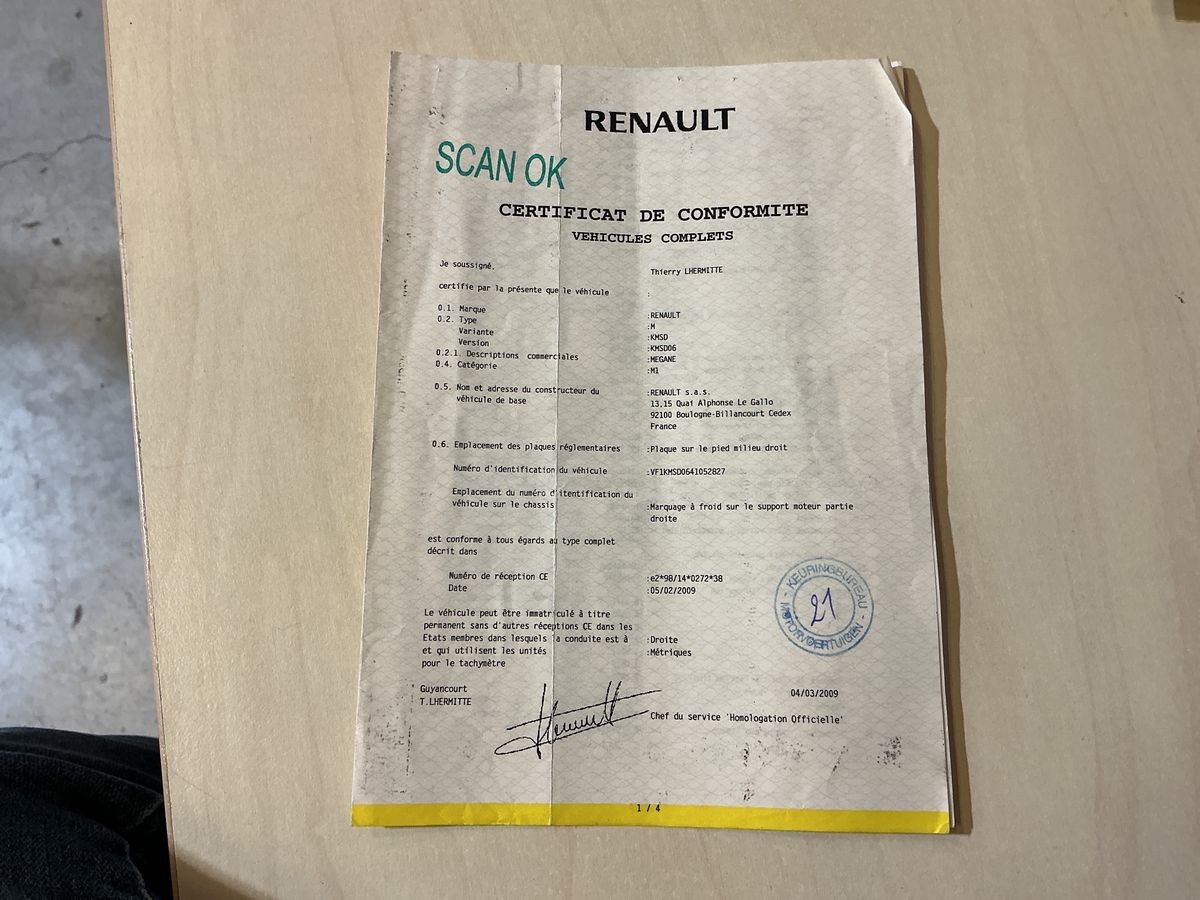 RENAULT
SCAN OK
CERTIFICAT DE CONFORMITE
VEHICULES COMPLETS
Je soussigné, Thierry LHERMITTE
certifie par la présente que le véhicule :
0.1. Marque :RENAULT
0.2. Type :M
Variante :KMSD
Version :KMSD06
0.2.1. Descriptions commerciales :MEGANE
0.4. Catégorie :M1
0.5. Nom et adresse du constructeur du :RENAULT s.a.s.
véhicule de base 13,15 Quai Alphonse Le Gallo
92100 Boulogne-Billancourt Cedex
France
0.6. Emplacement des plaques réglementaires :Plaque sur le pied milieu droit
Numéro d'identification du véhicule :VF1KMSD0641052827
Emplacement du numéro d'itentification du
véhicule sur le chassis :Marquage à froid sur le support moteur partie
droite
est conforme à tous égards au type complet
décrit dans
Numéro de réception CE :e2*98/14*0272*38
Date :05/02/2009
Le véhicule peut être immatriculé à titre
permanent sans d'autres réceptions CE dans les
Etats membres dans lesquels la conduite est à :Droite
et qui utilisent les unités :Métriques
pour le tachymètre
KEURINGBUREAU
MOTORVOERTUIGEN
21
Guyancourt 04/03/2009
T.LHERMITTE Chef du service 'Homologation Officielle'
1 / 4